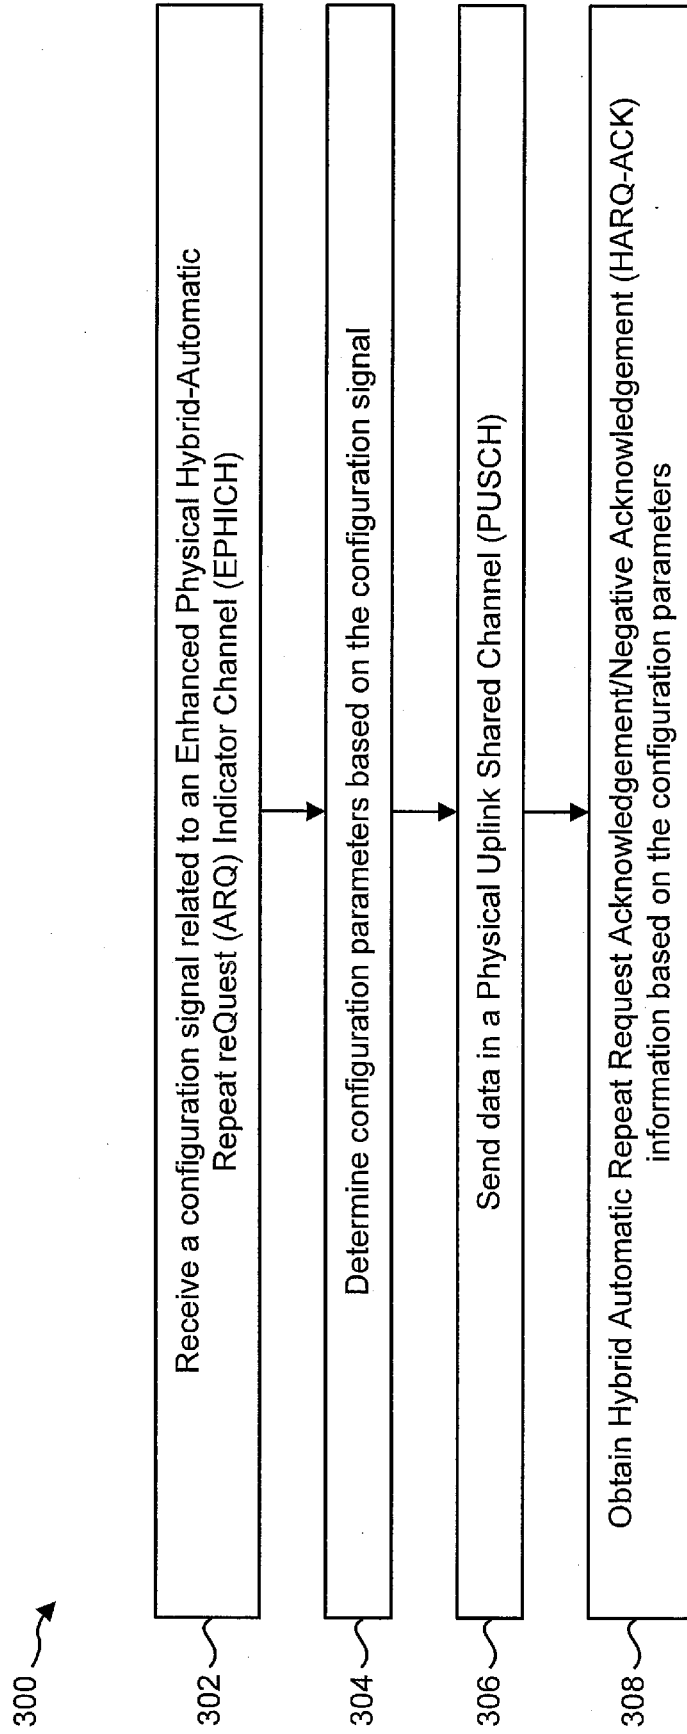 300
302
Receive a configuration signal related to an Enhanced Physical Hybrid-Automatic
Repeat reQuest (ARQ) Indicator Channel (EPHICH)
304
Determine configuration parameters based on the configuration signal
306
Send data in a Physical Uplink Shared Channel (PUSCH)
308
Obtain Hybrid Automatic Repeat Request Acknowledgement/Negative Acknowledgement (HARQ-ACK)
information based on the configuration parameters